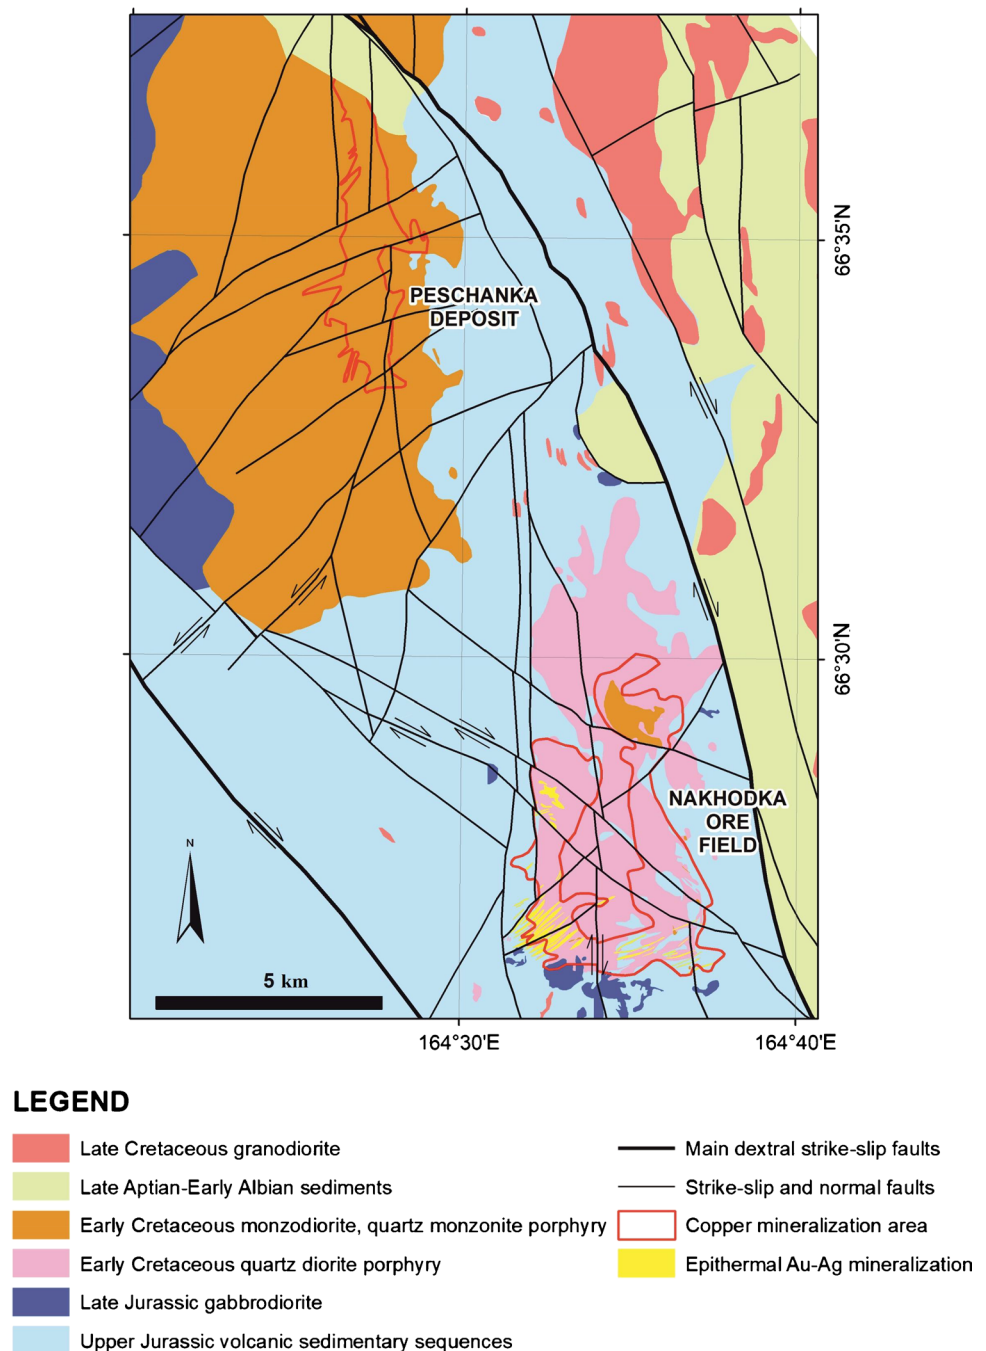 66°35'N
PESCHANKA
DEPOSIT
66°30'N
NAKHODKA
ORE
FIELD
N
5 km
164°30'E
164°40'E
LEGEND
Late Cretaceous granodiorite
Late Aptian-Early Albian sediments
Early Cretaceous monzodiorite, quartz monzonite porphyry
Early Cretaceous quartz diorite porphyry
Late Jurassic gabbrodiorite
Upper Jurassic volcanic sedimentary sequences
Main dextral strike-slip faults
Strike-slip and normal faults
Copper mineralization area
Epithermal Au-Ag mineralization